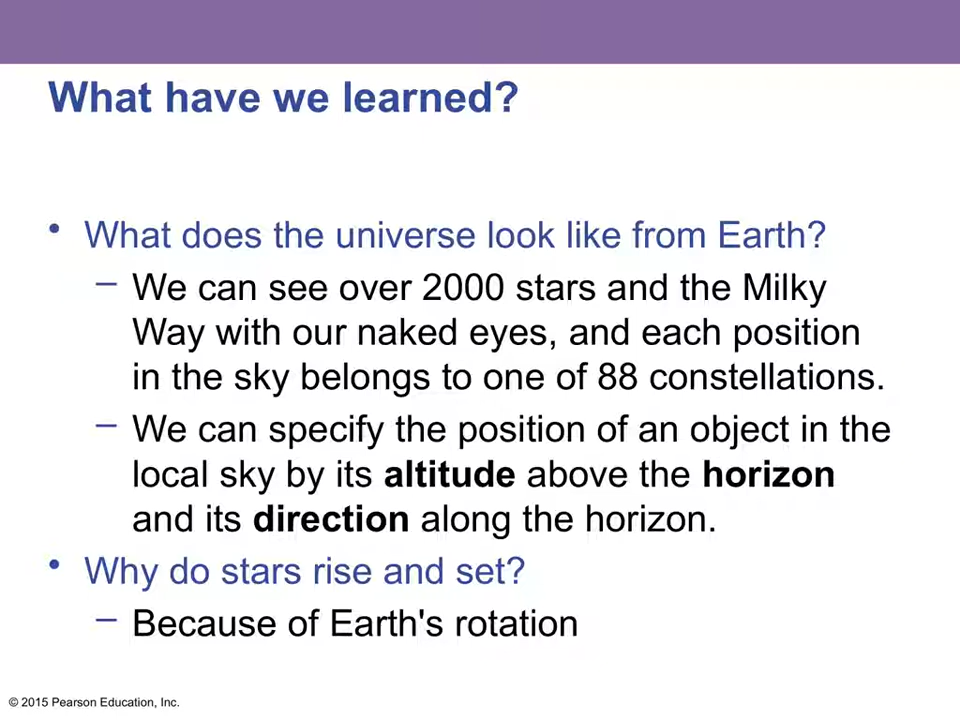 What have we learned?
• What does the universe look like from Earth?
– We can see over 2000 stars and the Milky
Way with our naked eyes, and each position
in the sky belongs to one of 88 constellations.
– We can specify the position of an object in the
local sky by its altitude above the horizon
and its direction along the horizon.
• Why do stars rise and set?
– Because of Earth's rotation
© 2015 Pearson Education, Inc.